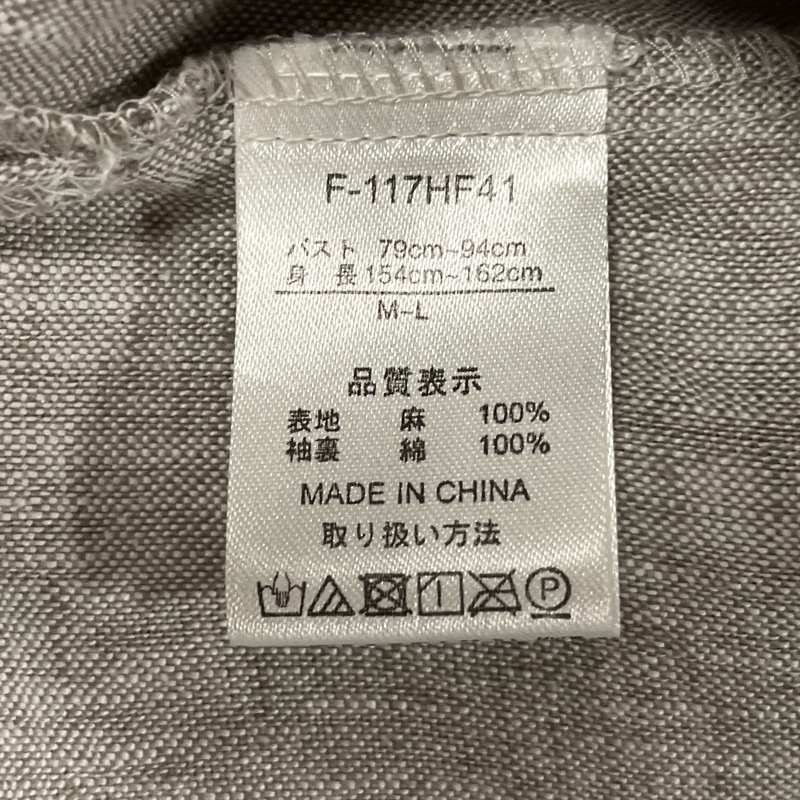 F-117HF41
バスト 79cm~94cm
身 長 154cm~162cm
M-L
品質表示
表地 麻 100%
袖裏 綿 100%
MADE IN CHINA
取り扱い方法
P